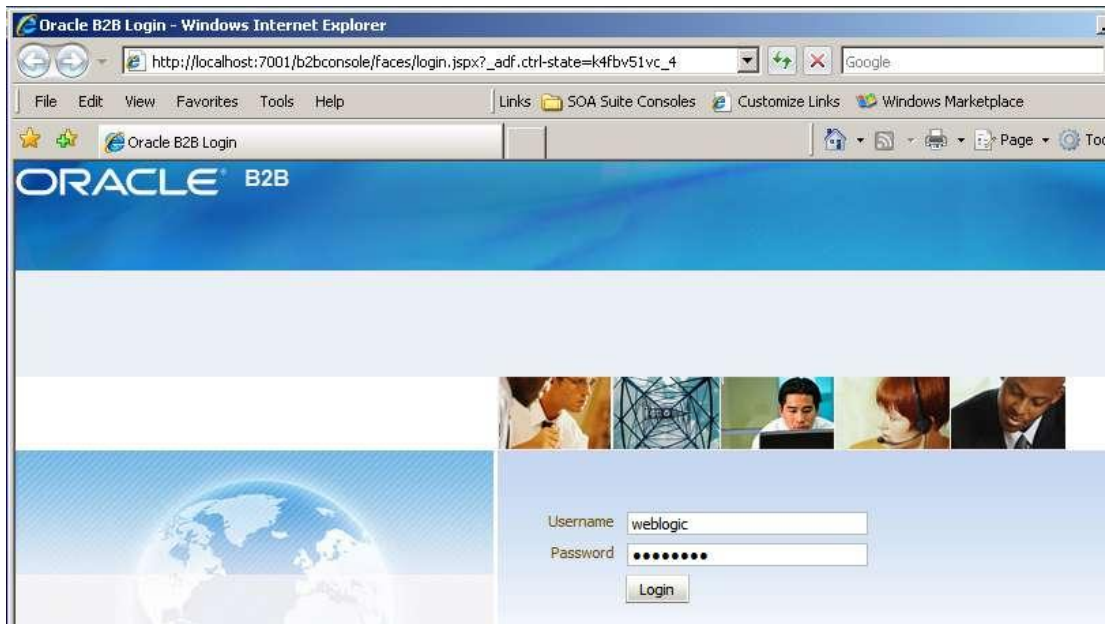 Oracle B2B Login - Windows Internet Explorer
http://localhost:7001/b2bconsole/faces/login.jspx?_adf.ctrl-state=k4fbv51vc_4 Google
File Edit View Favorites Tools Help Links SOA Suite Consoles Customize Links Windows Marketplace
Oracle B2B Login Page Too
ORACLE B2B
Username weblogic
Password ••••••••
Login